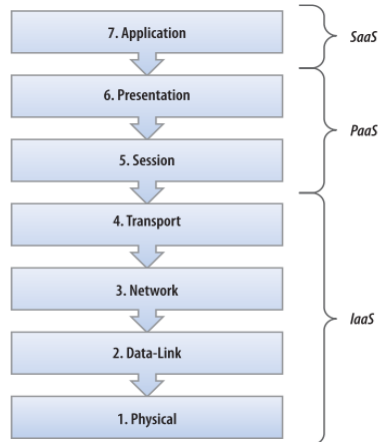 7. Application
SaaS
6. Presentation
PaaS
5. Session
4. Transport
3. Network
IaaS
2. Data-Link
1. Physical